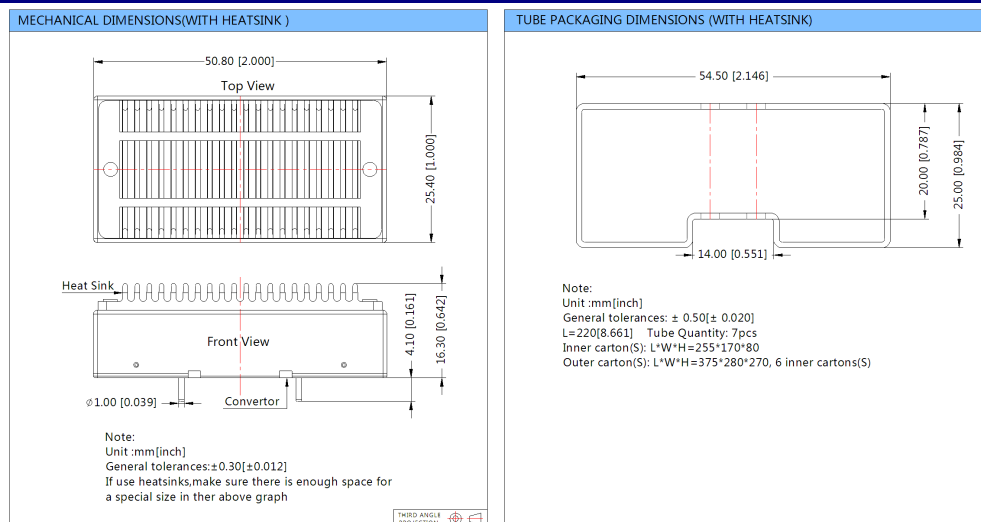 MECHANICAL DIMENSIONS(WITH HEATSINK )
50.80 [2.000]
Top View
25.40 [1.000]
Heat Sink
Front View
4.10 [0.161]
16.30 [0.642]
Ø1.00 [0.039]
Convertor
Note:
Unit :mm[inch]
General tolerances:±0.30[±0.012]
If use heatsinks,make sure there is enough space for
a special size in ther above graph
THIRD ANGLE
PROJECTION
TUBE PACKAGING DIMENSIONS (WITH HEATSINK)
54.50 [2.146]
20.00 [0.787]
25.00 [0.984]
14.00 [0.551]
Note:
Unit :mm[inch]
General tolerances: ± 0.50[± 0.020]
L=220[8.661] Tube Quantity: 7pcs
Inner carton(S): L*W*H=255*170*80
Outer carton(S): L*W*H=375*280*270, 6 inner cartons(S)